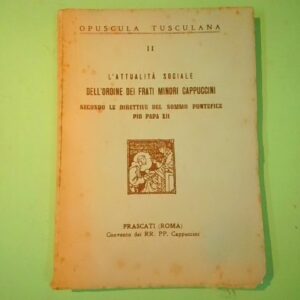 OPUSCULA TUSCULANA
II
L'ATTUALITÀ SOCIALE
DELL'ORDINE DEI FRATI MINORI CAPPUCCINI
SECONDO LE DIRETTIVE DEL SOMMO PONTEFICE
PIO PAPA XII
FRASCATI (ROMA)
Convento dei RR. PP. Cappuccini